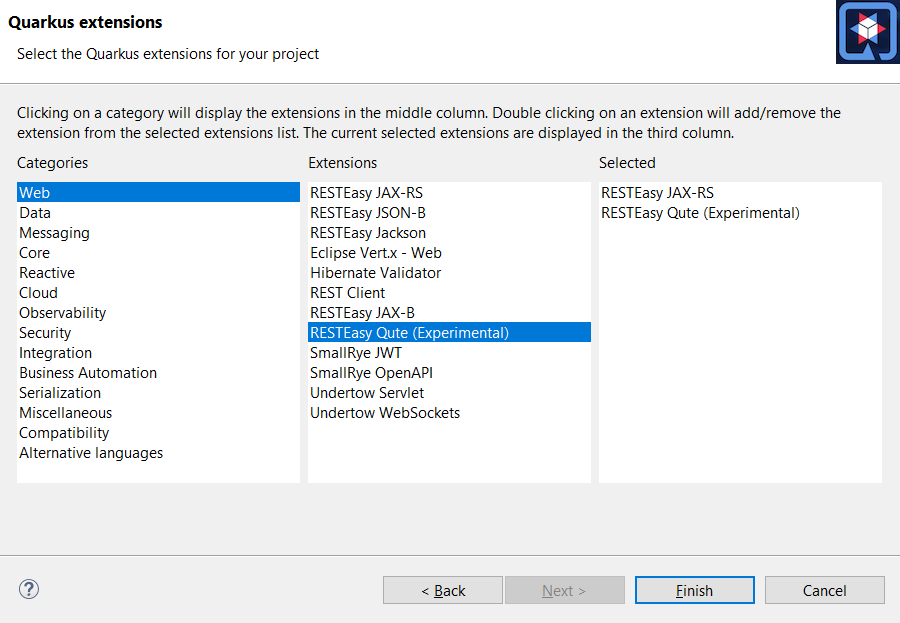 Quarkus extensions
Select the Quarkus extensions for your project
Clicking on a category will display the extensions in the middle column. Double clicking on an extension will add/remove the
extension from the selected extensions list. The current selected extensions are displayed in the third column.
Categories
Web
Data
Messaging
Core
Reactive
Cloud
Observability
Security
Integration
Business Automation
Serialization
Miscellaneous
Compatibility
Alternative languages
Extensions
RESTEasy JAX-RS
RESTEasy JSON-B
RESTEasy Jackson
Eclipse Vert.x - Web
Hibernate Validator
REST Client
RESTEasy JAX-B
RESTEasy Qute (Experimental)
SmallRye JWT
SmallRye OpenAPI
Undertow Servlet
Undertow WebSockets
Selected
RESTEasy JAX-RS
RESTEasy Qute (Experimental)
?
< Back
Next >
Finish
Cancel